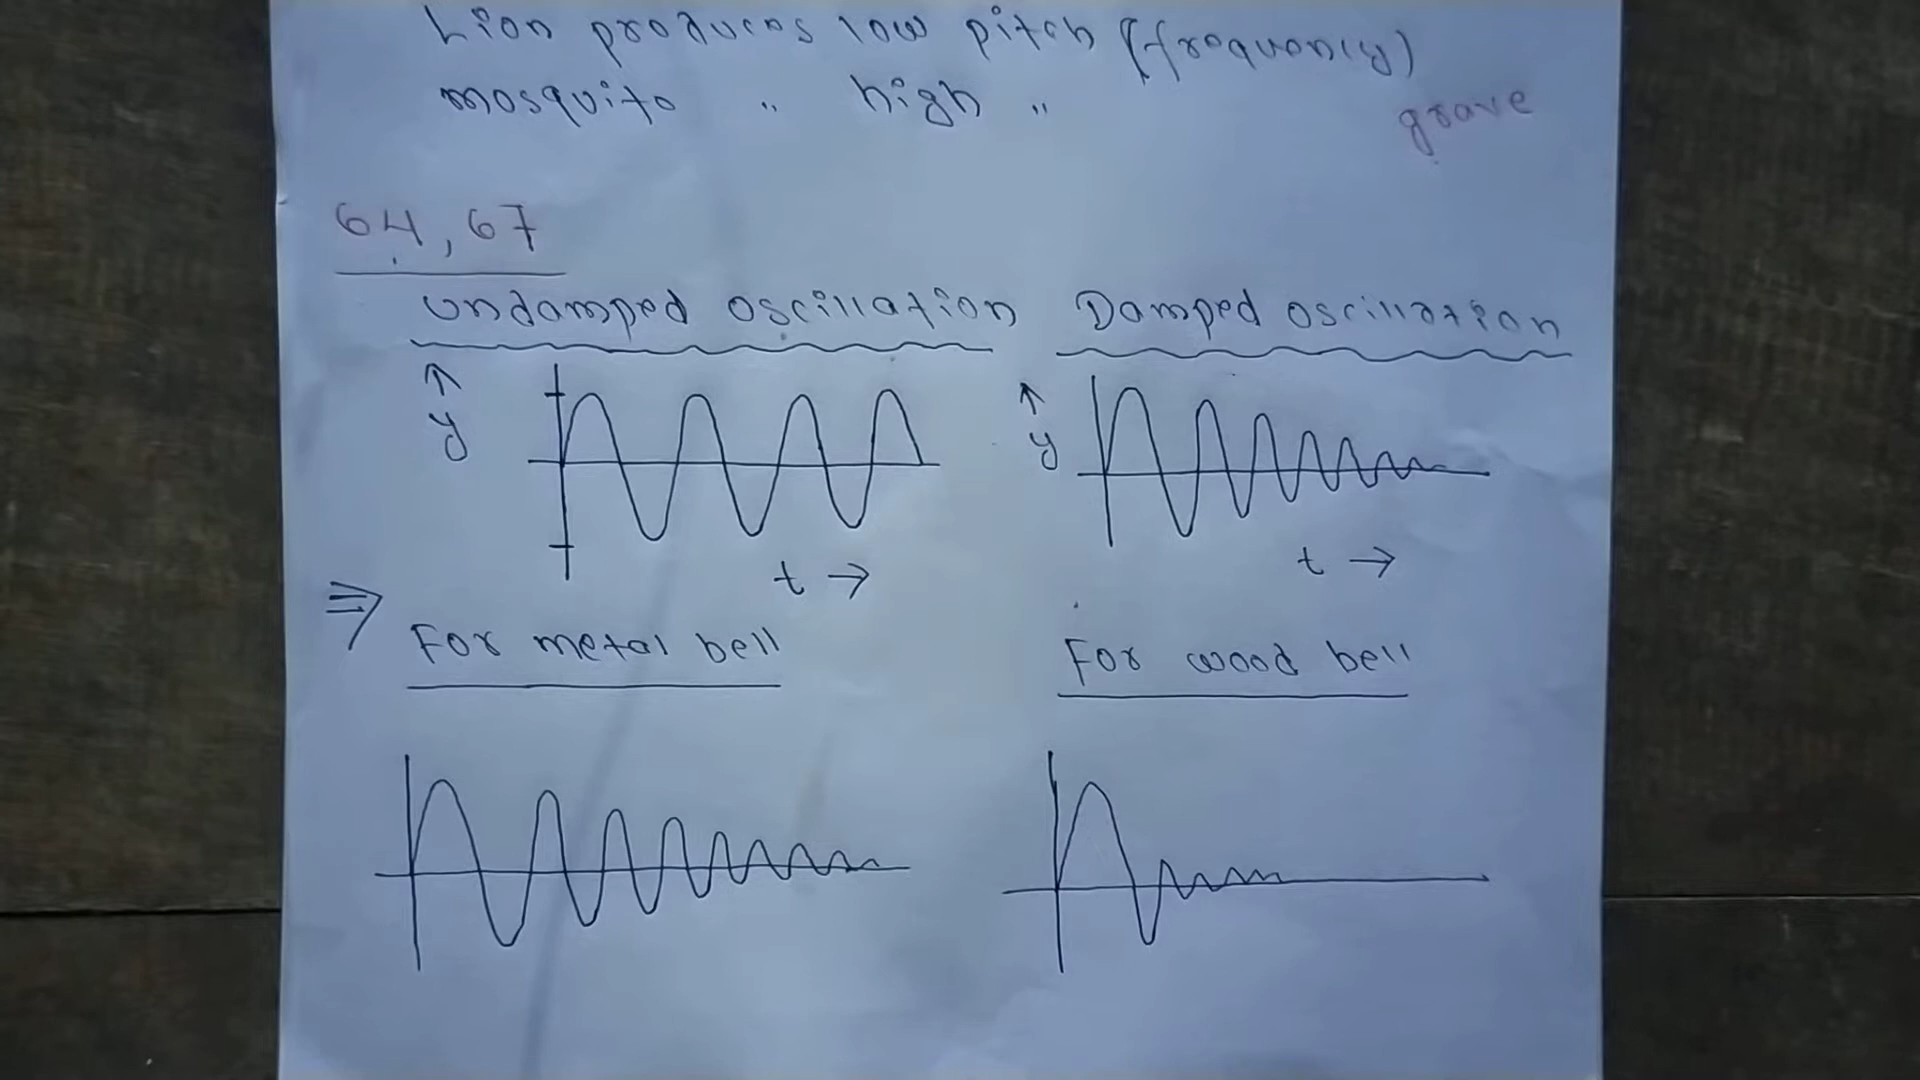 Lion produces low pitch (frequency)
mosquito " high "
grave
64, 67
Undamped oscillation Damped oscillation
↑ y ↑ y
t → t →
⇒ For metal bell For wood bell